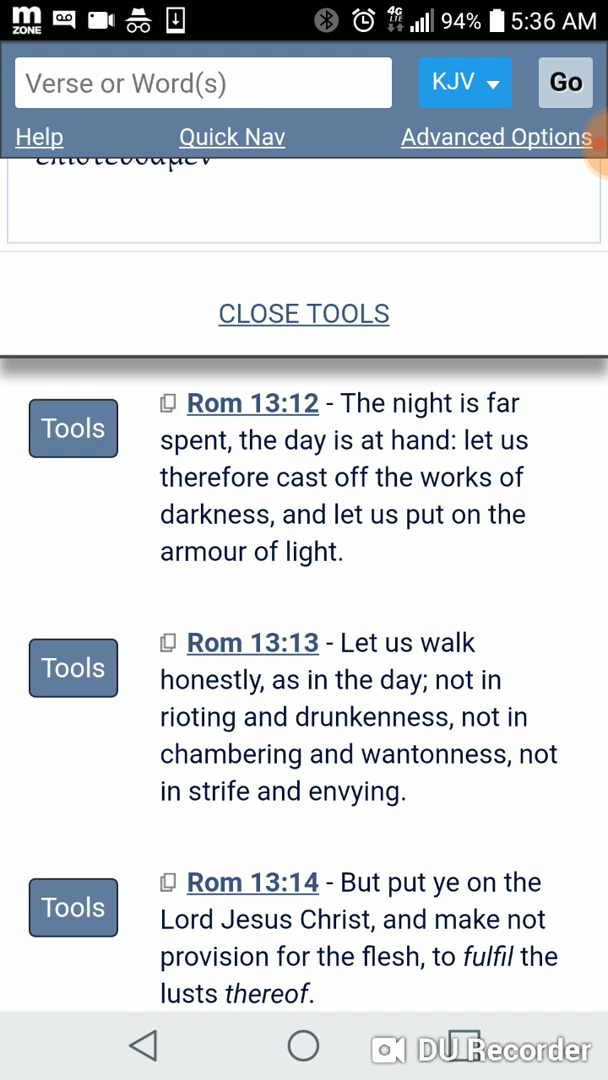 mZONE 4G LTE 94% 5:36 AM
Verse or Word(s) KJV Go
Help Quick Nav Advanced Options
CLOSE TOOLS
Tools
Rom 13:12 - The night is far
spent, the day is at hand: let us
therefore cast off the works of
darkness, and let us put on the
armour of light.
Tools
Rom 13:13 - Let us walk
honestly, as in the day; not in
rioting and drunkenness, not in
chambering and wantonness, not
in strife and envying.
Tools
Rom 13:14 - But put ye on the
Lord Jesus Christ, and make not
provision for the flesh, to fulfil the
lusts thereof.
DU Recorder